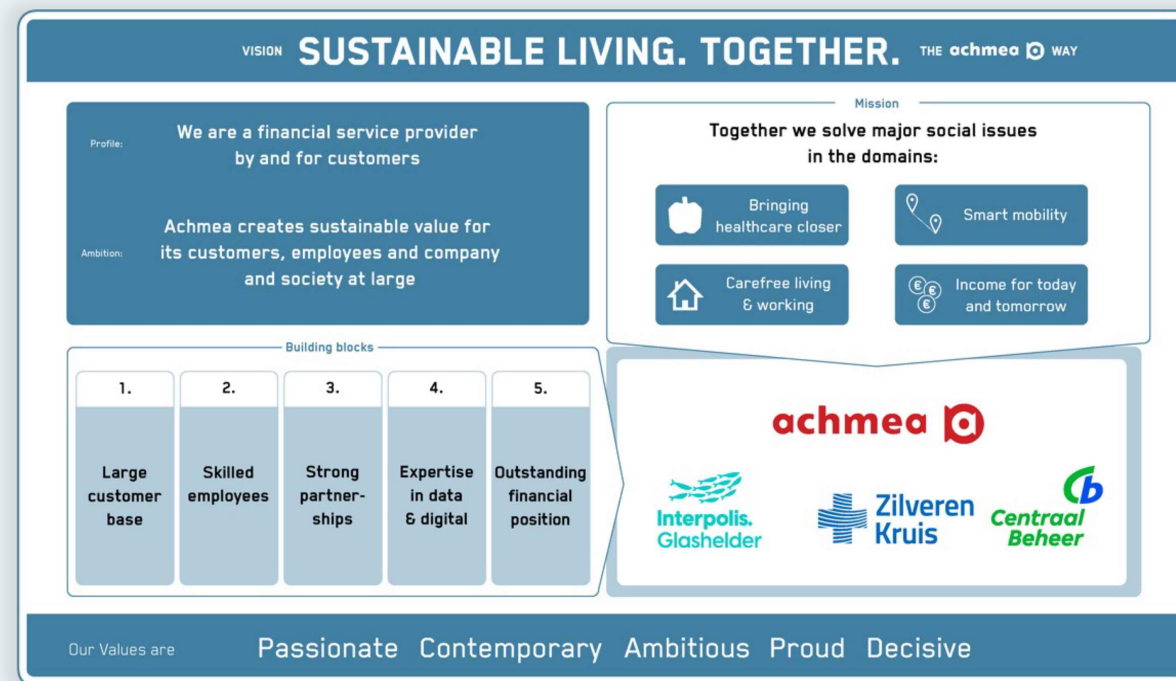 VISION SUSTAINABLE LIVING. TOGETHER. THE achmea WAY
Profile:
We are a financial service provider
by and for customers
Ambition:
Achmea creates sustainable value for
its customers, employees and company
and society at large
Mission
Together we solve major social issues
in the domains:
Bringing
healthcare closer
Smart mobility
Carefree living
& working
Income for today
and tomorrow
Building blocks
1.
Large
customer
base
2.
Skilled
employees
3.
Strong
partner-
ships
4.
Expertise
in data
& digital
5.
Outstanding
financial
position
achmea
Interpolis.
Glashelder
Zilveren
Kruis
Cb
Centraal
Beheer
Our Values are Passionate Contemporary Ambitious Proud Decisive